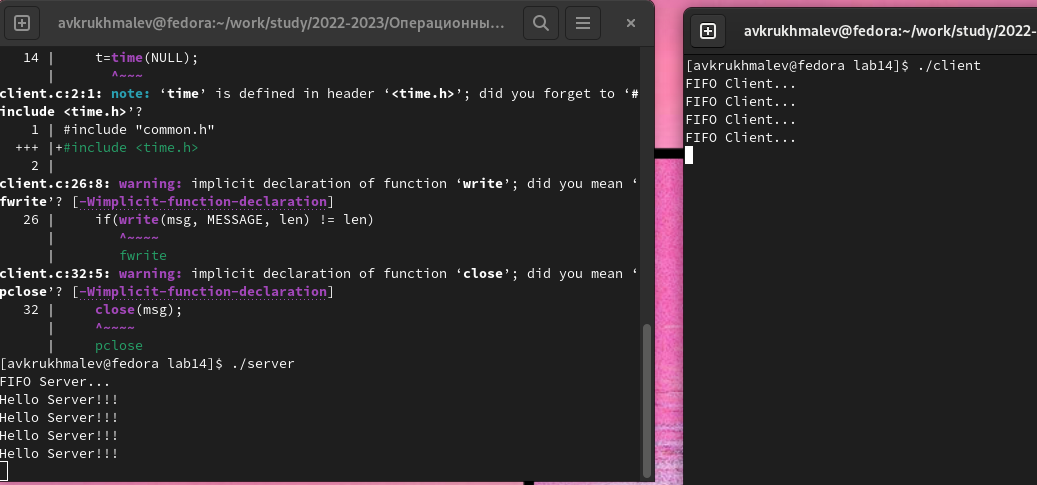 avkrukhmalev@fedora:~/work/study/2022-2023/Операционны...
14 |     t=time(NULL);
|       ^~~~
client.c:2:1: note: ‘time’ is defined in header ‘<time.h>’; did you forget to ‘#
include <time.h>’?
1 | #include "common.h"
+++ |+#include <time.h>
2 |
client.c:26:8: warning: implicit declaration of function ‘write’; did you mean ‘
fwrite’? [-Wimplicit-function-declaration]
26 |     if(write(msg, MESSAGE, len) != len)
|        ^~~~~
|        fwrite
client.c:32:5: warning: implicit declaration of function ‘close’; did you mean ‘
pclose’? [-Wimplicit-function-declaration]
32 |     close(msg);
|     ^~~~~
|     pclose
[avkrukhmalev@fedora lab14]$ ./server
FIFO Server...
Hello Server!!!
Hello Server!!!
Hello Server!!!
Hello Server!!!
avkrukhmalev@fedora:~/work/study/2022-
[avkrukhmalev@fedora lab14]$ ./client
FIFO Client...
FIFO Client...
FIFO Client...
FIFO Client...